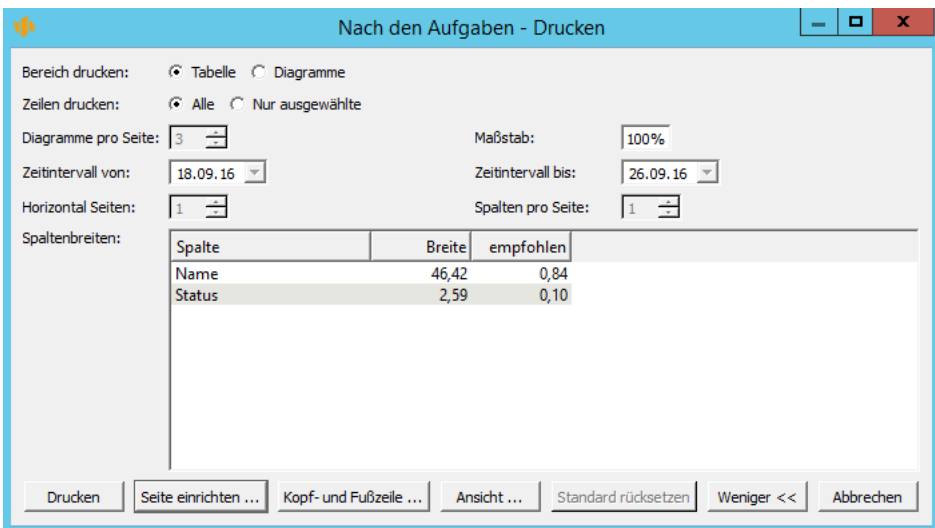 Nach den Aufgaben - Drucken
Bereich drucken: Tabelle Diagramme
Zeilen drucken: Alle Nur ausgewählte
Diagramme pro Seite: 3 Maßstab: 100%
Zeitintervall von: 18.09.16 Zeitintervall bis: 26.09.16
Horizontal Seiten: 1 Spalten pro Seite: 1
Spaltenbreiten:
Spalte Breite empfohlen
Name 46,42 0,84
Status 2,59 0,10
Drucken Seite einrichten ... Kopf- und Fußzeile ... Ansicht ... Standard rücksetzen Weniger << Abbrechen